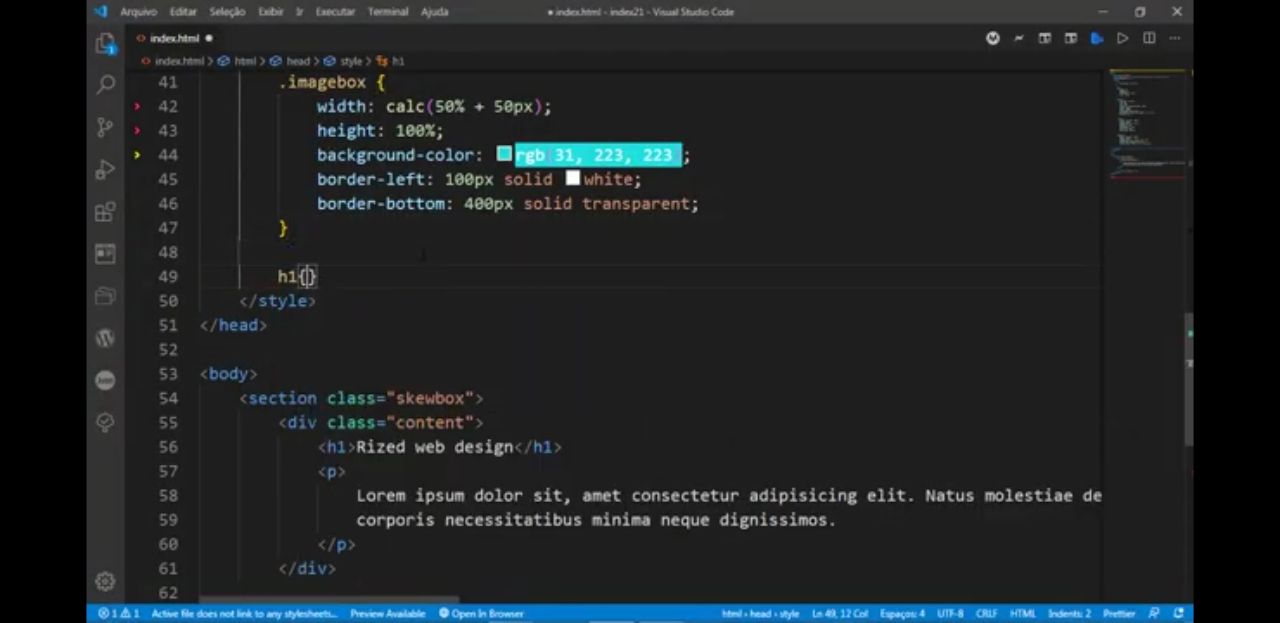 Arquivo Editar Seleção Exibir Ir Executar Terminal Ajuda
● index.html - index21 - Visual Studio Code
index.html ●
index.html > html > head > style > h1
41 .imagebox {
42 width: calc(50% + 50px);
43 height: 100%;
44 background-color: rgb(31, 223, 223);
45 border-left: 100px solid white;
46 border-bottom: 400px solid transparent;
47 }
48
49 h1{}
50 </style>
51 </head>
52
53 <body>
54 <section class="skewbox">
55 <div class="content">
56 <h1>Rized web design</h1>
57 <p>
58 Lorem ipsum dolor sit, amet consectetur adipisicing elit. Natus molestiae de
59 corporis necessitatibus minima neque dignissimos.
60 </p>
61 </div>
62
1 1 Active file does not link to any stylesheets... Preview Available Open In Browser html › head › style Ln 49, 12 Col Espaços: 4 UTF-8 CRLF HTML Indents: 2 Prettier